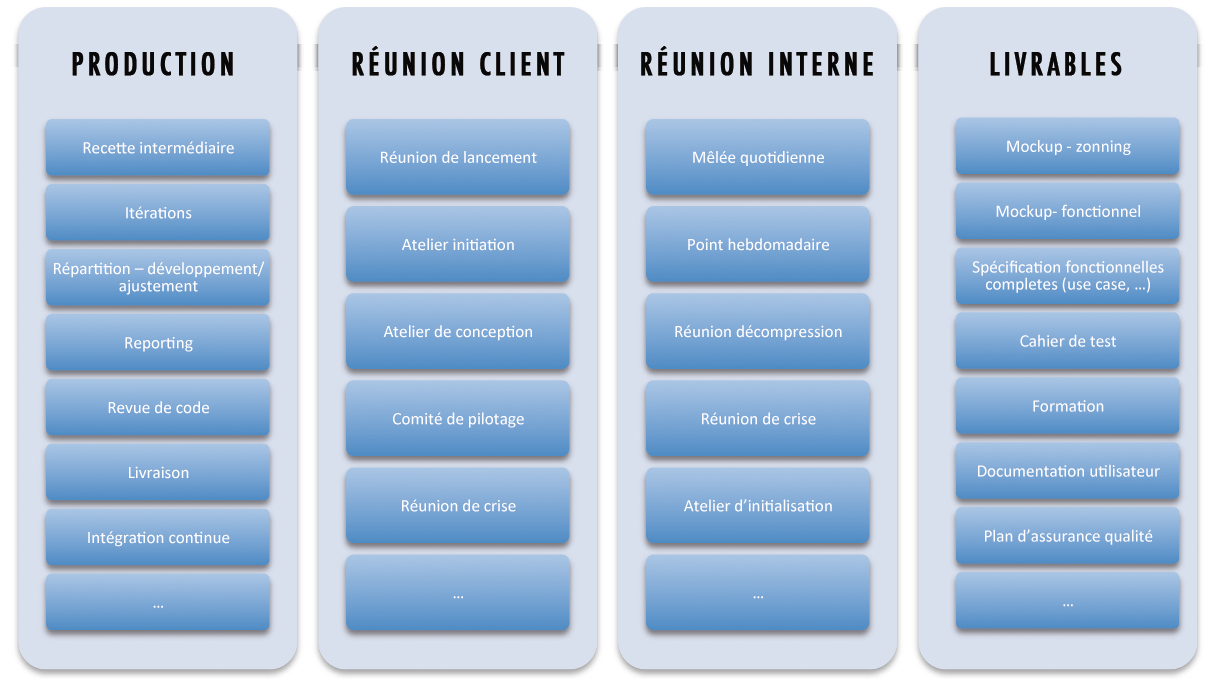 PRODUCTION
Recette intermédiaire
Itérations
Répartition – développement/
ajustement
Reporting
Revue de code
Livraison
Intégration continue
...
RÉUNION CLIENT
Réunion de lancement
Atelier initiation
Atelier de conception
Comité de pilotage
Réunion de crise
...
RÉUNION INTERNE
Mêlée quotidienne
Point hebdomadaire
Réunion décompression
Réunion de crise
Atelier d'initialisation
...
LIVRABLES
Mockup - zonning
Mockup- fonctionnel
Spécification fonctionnelles
completes (use case, ...)
Cahier de test
Formation
Documentation utilisateur
Plan d'assurance qualité
...